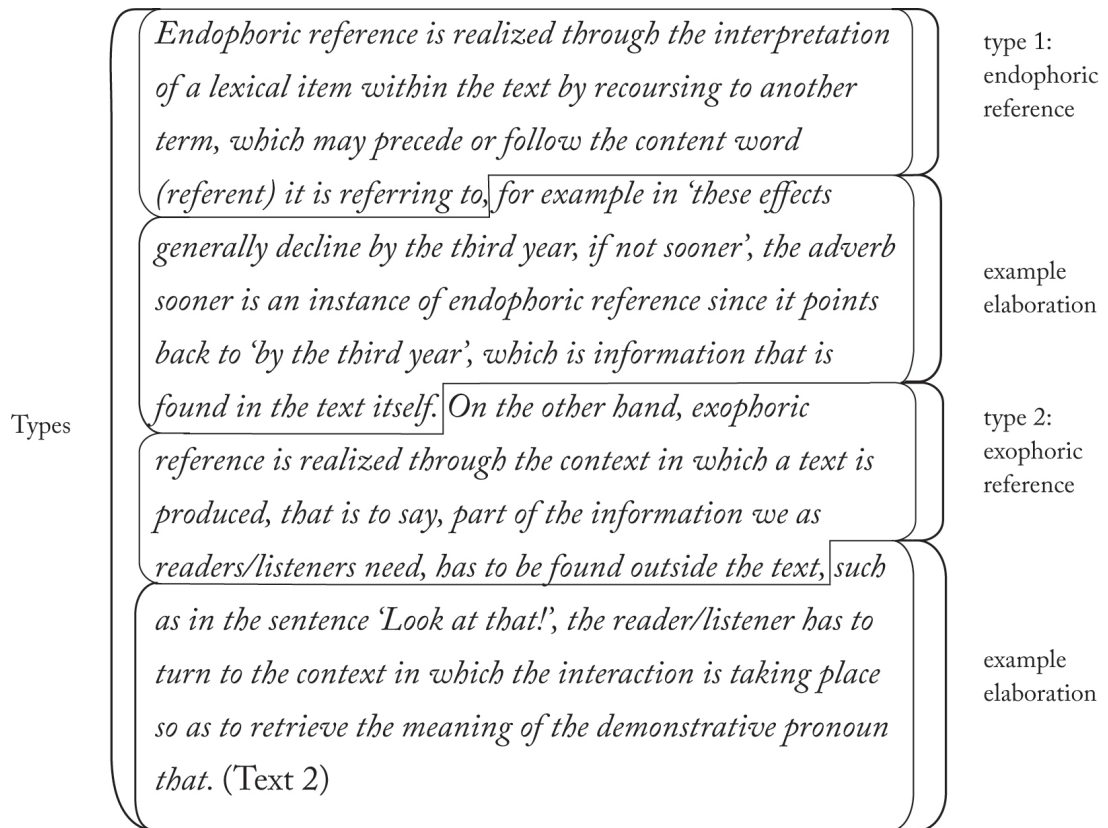 Endophoric reference is realized through the interpretation
of a lexical item within the text by recoursing to another
term, which may precede or follow the content word
(referent) it is referring to, for example in ‘these effects
generally decline by the third year, if not sooner’, the adverb
sooner is an instance of endophoric reference since it points
back to ‘by the third year’, which is information that is
found in the text itself. On the other hand, exophoric
reference is realized through the context in which a text is
produced, that is to say, part of the information we as
readers/listeners need, has to be found outside the text, such
as in the sentence ‘Look at that!’, the reader/listener has to
turn to the context in which the interaction is taking place
so as to retrieve the meaning of the demonstrative pronoun
that. (Text 2)
Types
type 1:
endophoric
reference
example
elaboration
type 2:
exophoric
reference
example
elaboration